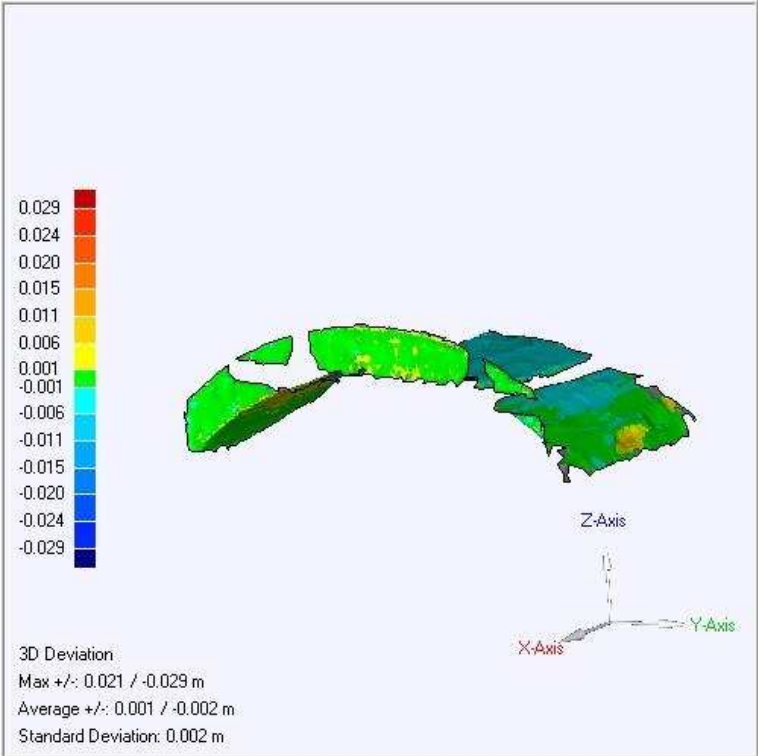 0.029
0.024
0.020
0.015
0.011
0.006
0.001
-0.001
-0.006
-0.011
-0.015
-0.020
-0.024
-0.029
Z-Axis
Y-Axis
X-Axis
3D Deviation
Max +/-: 0.021 / -0.029 m
Average +/-: 0.001 / -0.002 m
Standard Deviation: 0.002 m